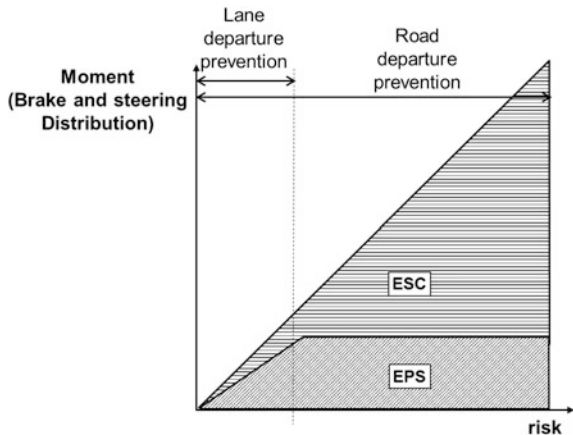 Lane
departure
prevention
Road
departure
prevention
Moment
(Brake and steering
Distribution)
ESC
EPS
risk